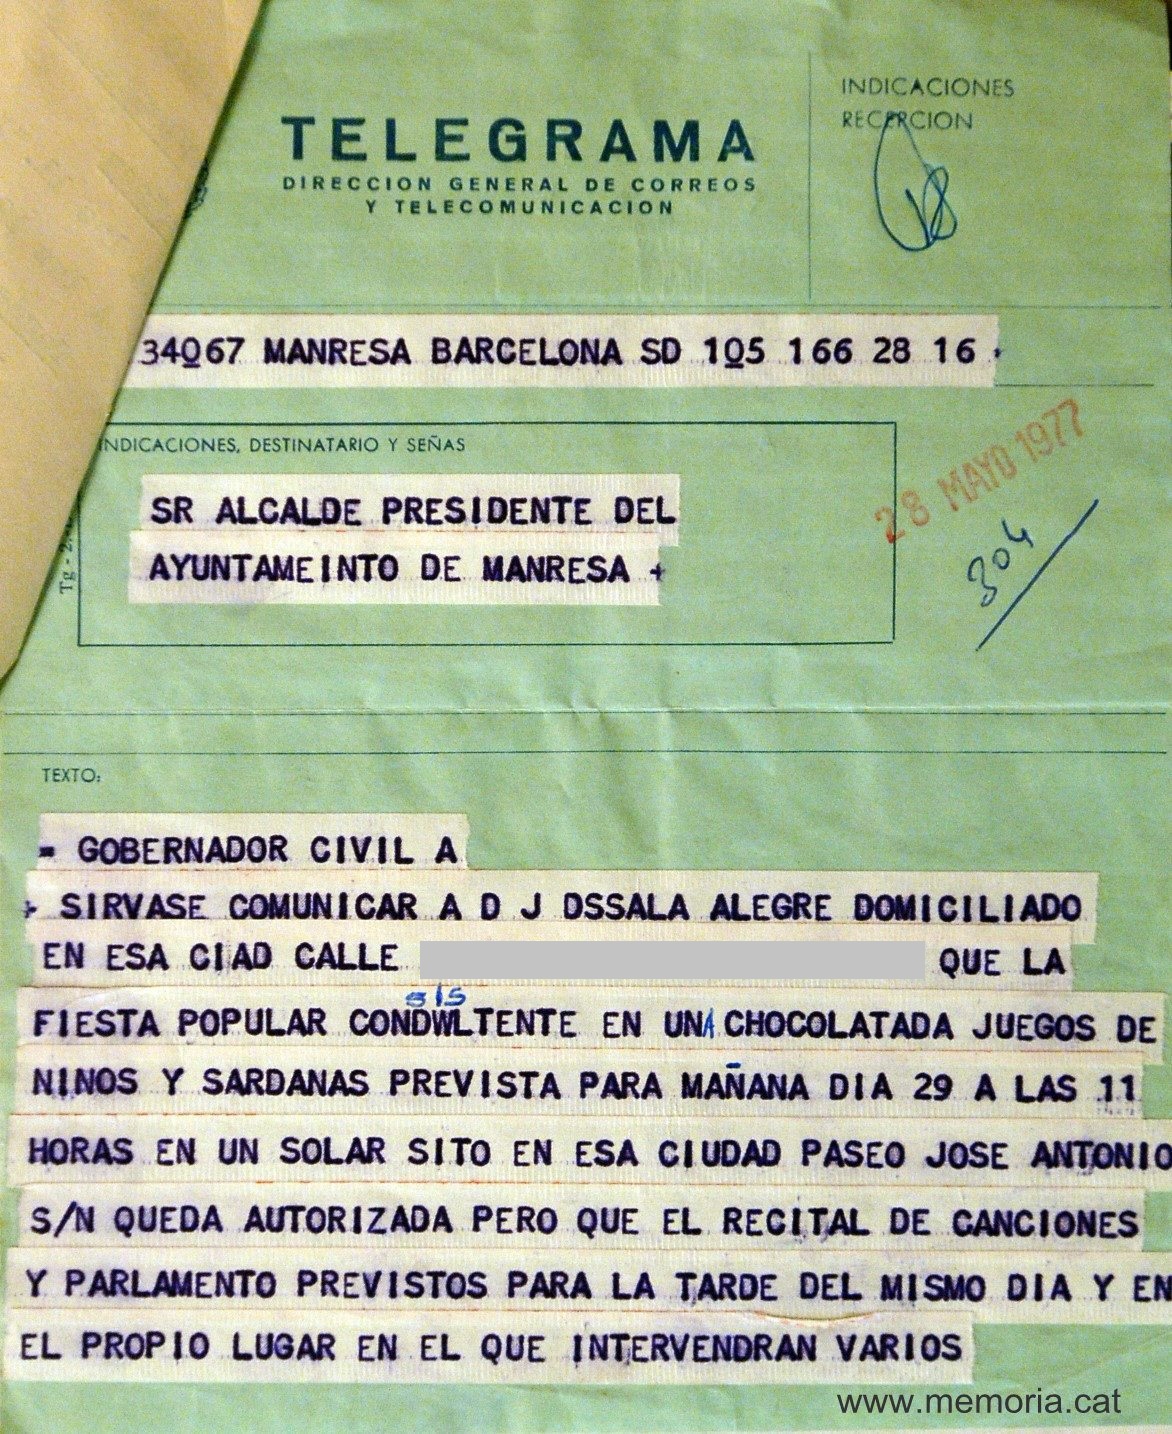 TELEGRAMA
DIRECCION GENERAL DE CORREOS
Y TELECOMUNICACION
INDICACIONES
RECEPCION
34067 MANRESA BARCELONA SD 105 166 28 16
INDICACIONES, DESTINATARIO Y SEÑAS
SR ALCALDE PRESIDENTE DEL
AYUNTAMEINTO DE MANRESA +
28 MAYO 1977
304
Tg - 2.
TEXTO:
= GOBERNADOR CIVIL A
+ SIRVASE COMUNICAR A D J DSSALA ALEGRE DOMICILIADO
EN ESA CIAD CALLE QUE LA
sis
FIESTA POPULAR CONDWLTENTE EN UNA CHOCOLATADA JUEGOS DE
NINOS Y SARDANAS PREVISTA PARA MAÑANA DIA 29 A LAS 11
HORAS EN UN SOLAR SITO EN ESA CIUDAD PASEO JOSE ANTONIO
S/N QUEDA AUTORIZADA PERO QUE EL RECITAL DE CANCIONES
Y PARLAMENTO PREVISTOS PARA LA TARDE DEL MISMO DIA Y EN
EL PROPIO LUGAR EN EL QUE INTERVENDRAN VARIOS
www.memoria.cat